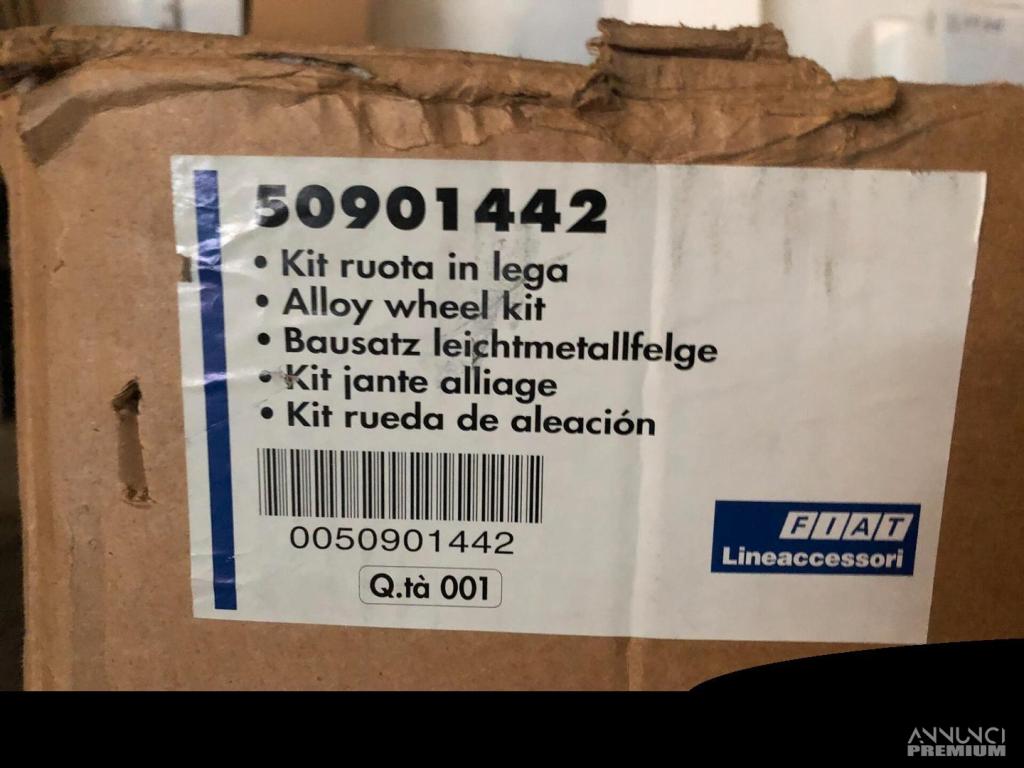 50901442
• Kit ruota in lega
• Alloy wheel kit
• Bausatz leichtmetallfelge
• Kit jante alliage
• Kit rueda de aleación
0050901442
Q.tà 001
FIAT
Lineaccessori
ANNUNCI
PREMIUM